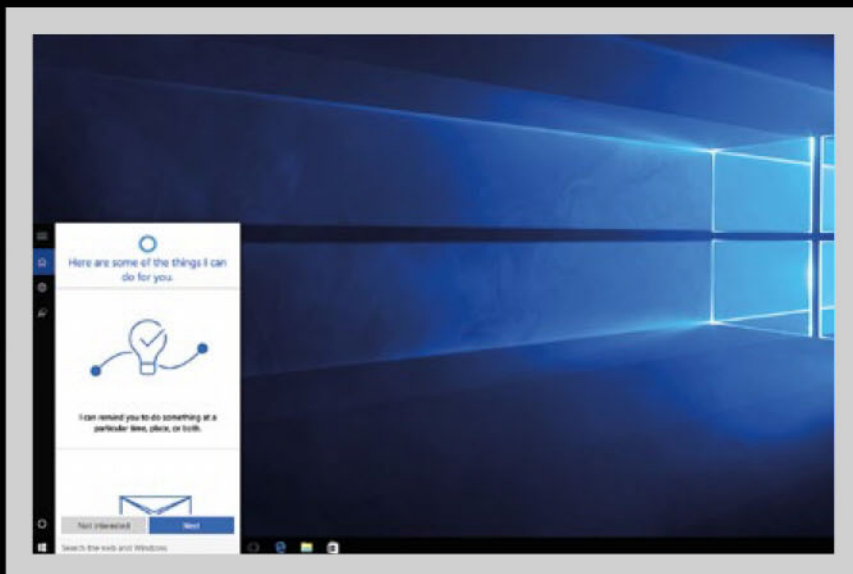 Here are some of the things I can
do for you.
I can remind you to do something at a
particular time, place, or both.
Not interested
Next
Search the web and Windows